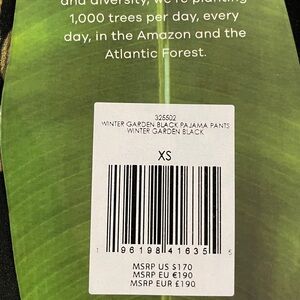 and diversity, we're planting
1,000 trees per day, every
day, in the Amazon and the
Atlantic Forest.
325502
WINTER GARDEN BLACK PAJAMA PANTS
WINTER GARDEN BLACK
XS
1 96198 41635 5
MSRP US $170
MSRP EU €190
MSRP EUR £190